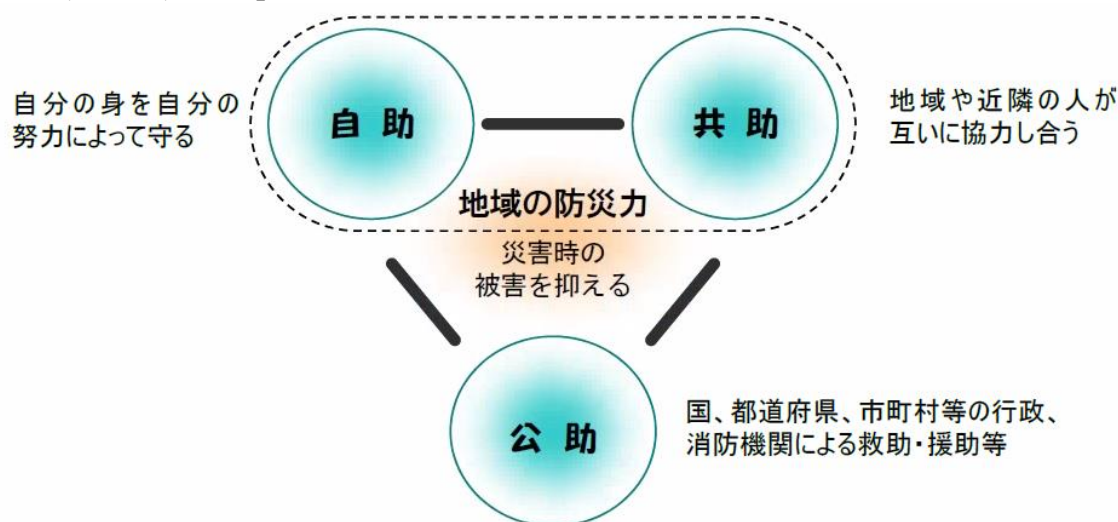 自分の身を自分の
努力によって守る
自助
共助
地域や近隣の人が
互いに協力し合う
地域の防災力
災害時の
被害を抑える
公助
国、都道府県、市町村等の行政、
消防機関による救助・援助等